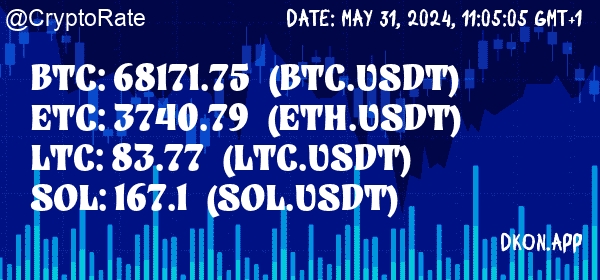 @CryptoRate
DATE: MAY 31, 2024, 11:05:05 GMT+1
BTC: 68171.75 (BTC.USDT)
ETC: 3740.79 (ETH.USDT)
LTC: 83.77 (LTC.USDT)
SOL: 167.1 (SOL.USDT)
DKON.APP